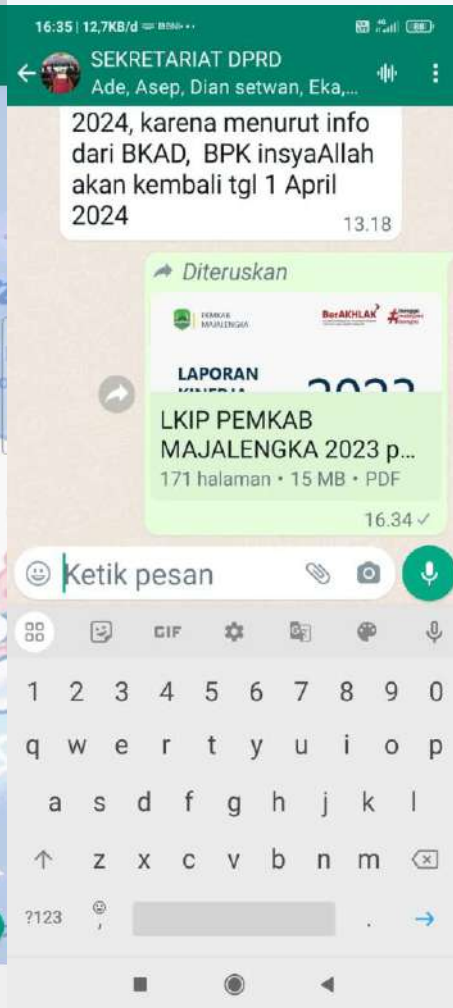 16:35 | 12,7KB/d
88
SEKRETARIAT DPRD
Ade, Asep, Dian setwan, Eka,...
2024, karena menurut info
dari BKAD, BPK insyaAllah
akan kembali tgl 1 April
2024
13.18
Diteruskan
PEMKAB
MAJALENGKA
BerAKHLAK
LAPORAN
KINERJA
2023
LKIP PEMKAB
MAJALENGKA 2023 p...
171 halaman • 15 MB • PDF
16.34
Ketik pesan
GIF
1 2 3 4 5 6 7 8 9 0
q w e r t y u i o p
a s d f g h j k l
z x c v b n m
?123 , .